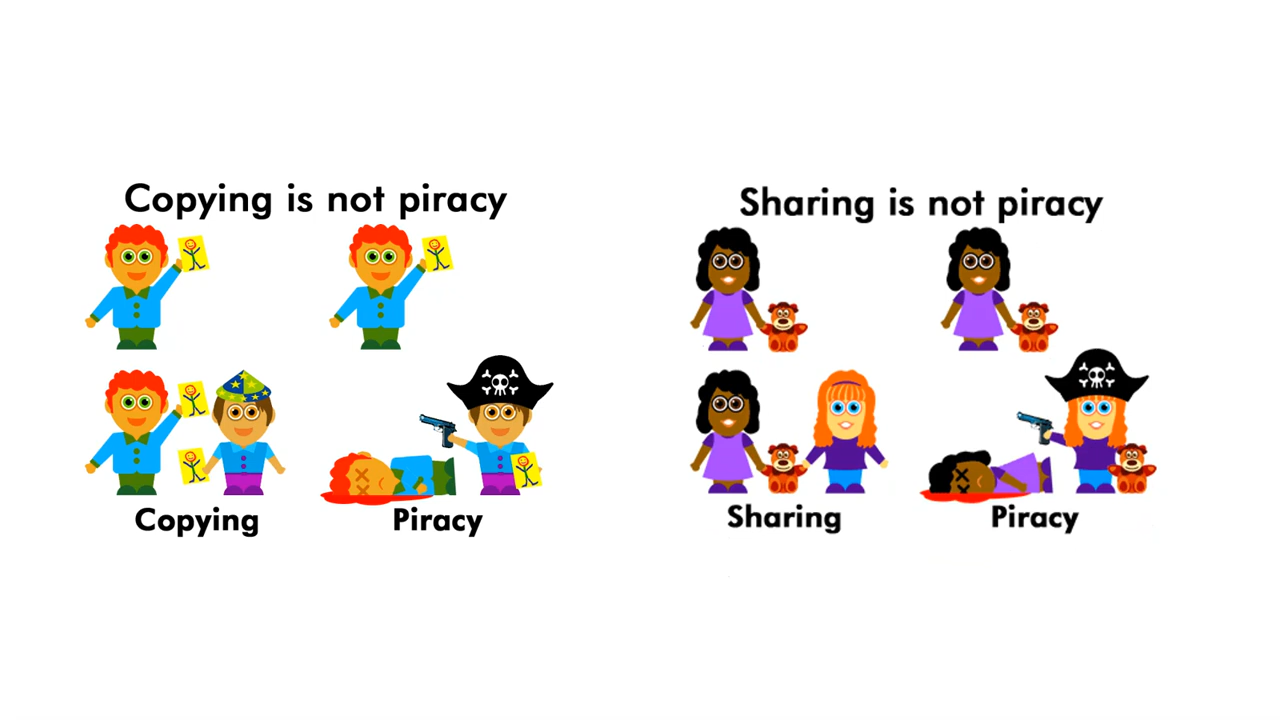 Copying is not piracy
Copying
Piracy
Sharing is not piracy
Sharing
Piracy